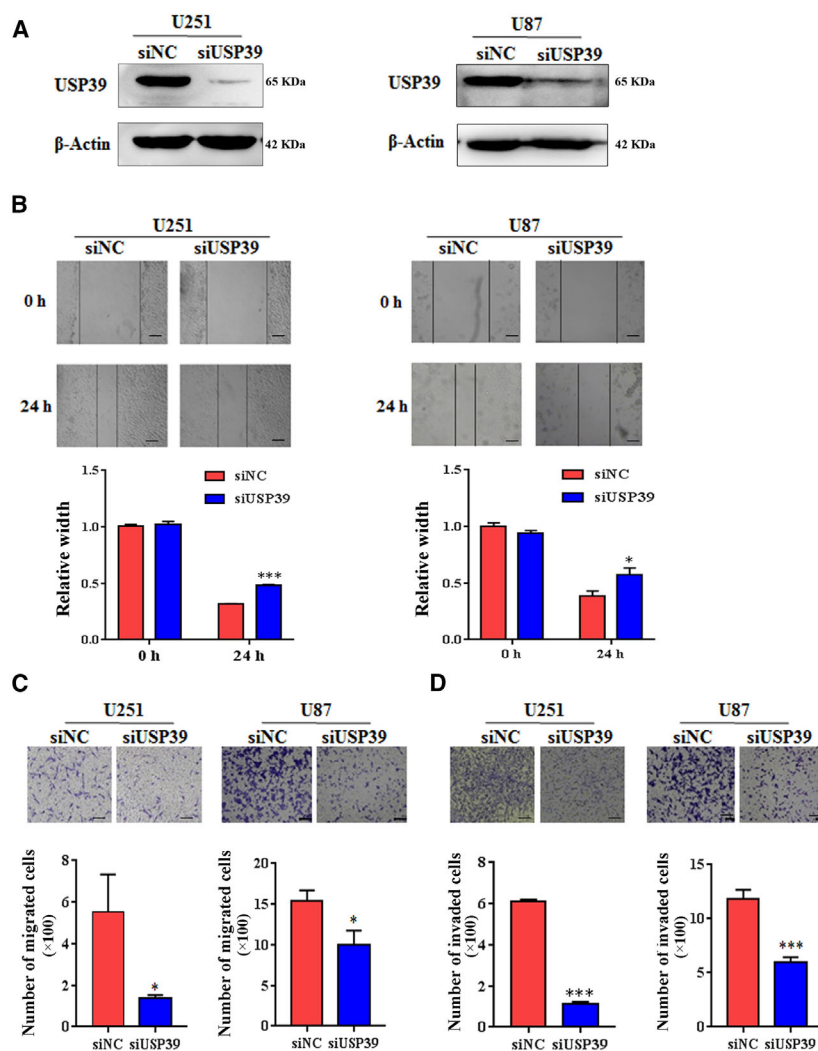 A
U251
siNC siUSP39
USP39
65 KDa
β-Actin
42 KDa
U87
siNC siUSP39
USP39
65 KDa
β-Actin
42 KDa
B
U251
siNC siUSP39
0 h
24 h
U87
siNC siUSP39
0 h
24 h
Relative width
1.5
1.0
0.5
0.0
siNC
siUSP39
***
0 h 24 h
Relative width
1.5
1.0
0.5
0.0
siNC
siUSP39
*
0 h 24 h
C
U251 U87
siNC siUSP39 siNC siUSP39
Number of migrated cells
(×100)
8
6
4
2
0
*
siNC siUSP39
Number of migrated cells
(×100)
20
15
10
5
0
*
siNC siUSP39
D
U251 U87
siNC siUSP39 siNC siUSP39
Number of invaded cells
(×100)
8
6
4
2
0
***
siNC siUSP39
Number of invaded cells
(×100)
15
10
5
0
***
siNC siUSP39